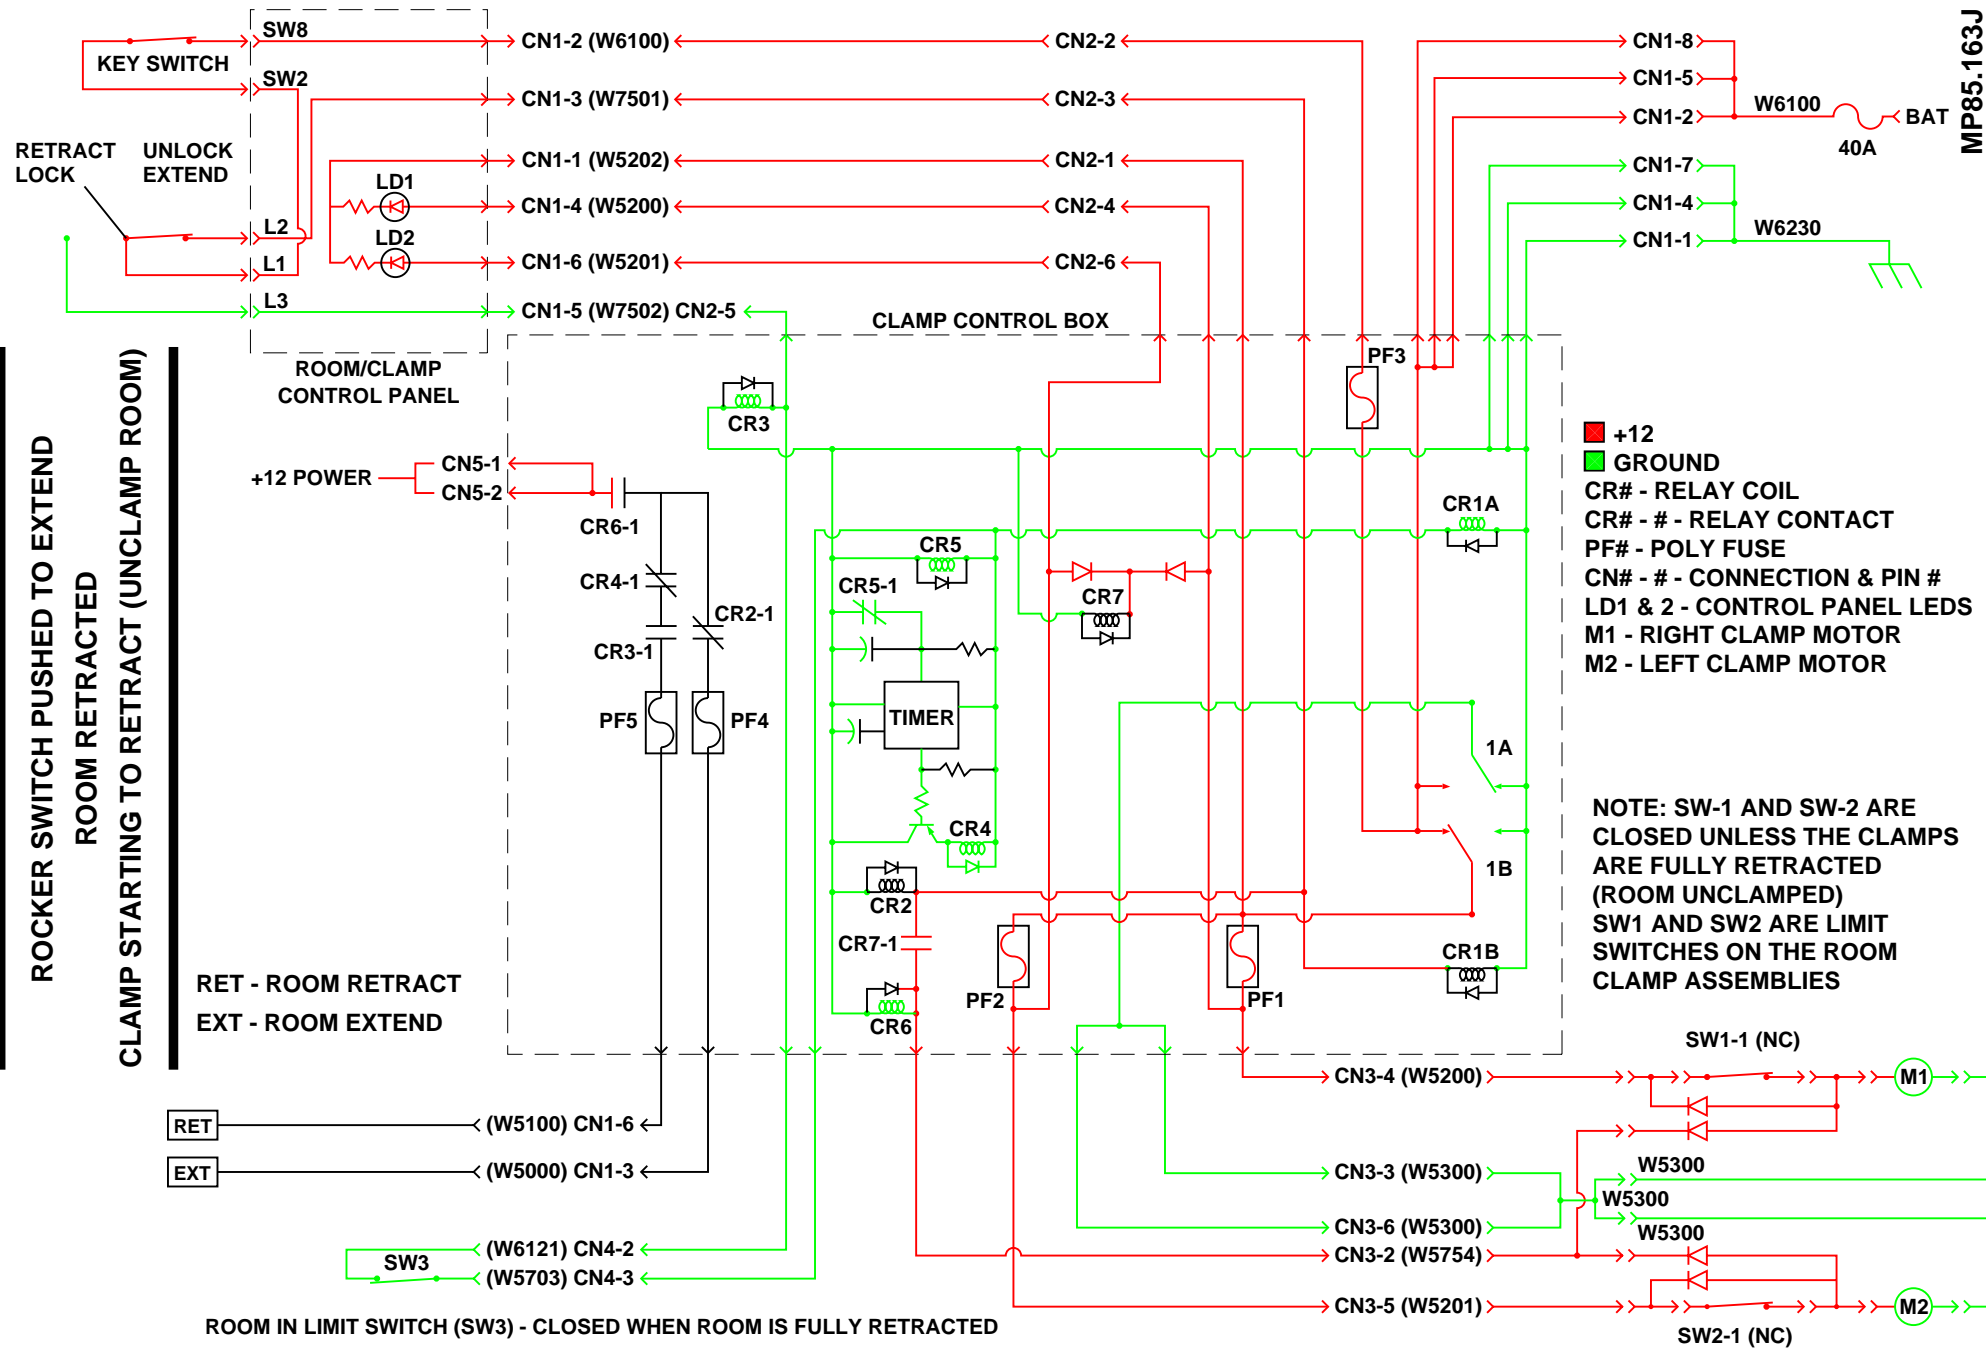 MP85.163J
SW8
KEY SWITCH
SW2
RETRACT LOCK
UNLOCK EXTEND
L2
L1
L3
LD1
LD2
ROOM/CLAMP
CONTROL PANEL
CN1-2 (W6100)
CN2-2
CN1-3 (W7501)
CN2-3
CN1-1 (W5202)
CN2-1
CN1-4 (W5200)
CN2-4
CN1-6 (W5201)
CN2-6
CN1-5 (W7502) CN2-5
CN1-8
CN1-5
CN1-2
W6100
40A
BAT
CN1-7
CN1-4
CN1-1
W6230
CLAMP CONTROL BOX
ROCKER SWITCH PUSHED TO EXTEND
ROOM RETRACTED
CLAMP STARTING TO RETRACT (UNCLAMP ROOM)
+12 POWER
CN5-1
CN5-2
CR6-1
CR4-1
CR3-1
CR2-1
PF5
PF4
CR3
CR5
CR5-1
TIMER
CR4
CR2
CR7-1
CR6
CR7
PF3
CR1A
1A
1B
CR1B
PF2
PF1
+12
GROUND
CR# - RELAY COIL
CR# - # - RELAY CONTACT
PF# - POLY FUSE
CN# - # - CONNECTION & PIN #
LD1 & 2 - CONTROL PANEL LEDS
M1 - RIGHT CLAMP MOTOR
M2 - LEFT CLAMP MOTOR
NOTE: SW-1 AND SW-2 ARE
CLOSED UNLESS THE CLAMPS
ARE FULLY RETRACTED
(ROOM UNCLAMPED)
SW1 AND SW2 ARE LIMIT
SWITCHES ON THE ROOM
CLAMP ASSEMBLIES
RET - ROOM RETRACT
EXT - ROOM EXTEND
RET
(W5100) CN1-6
EXT
(W5000) CN1-3
(W6121) CN4-2
SW3
(W5703) CN4-3
ROOM IN LIMIT SWITCH (SW3) - CLOSED WHEN ROOM IS FULLY RETRACTED
SW1-1 (NC)
CN3-4 (W5200)
M1
CN3-3 (W5300)
W5300
W5300
CN3-6 (W5300)
W5300
CN3-2 (W5754)
CN3-5 (W5201)
M2
SW2-1 (NC)